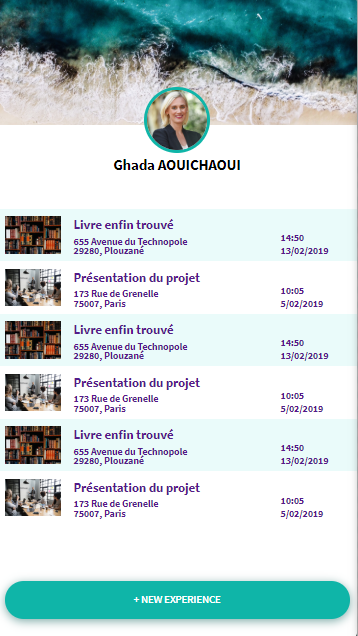 Ghada AOUICHAOUI
Livre enfin trouvé
655 Avenue du Technopole
29280, Plouzané
14:50
13/02/2019
Présentation du projet
173 Rue de Grenelle
75007, Paris
10:05
5/02/2019
Livre enfin trouvé
655 Avenue du Technopole
29280, Plouzané
14:50
13/02/2019
Présentation du projet
173 Rue de Grenelle
75007, Paris
10:05
5/02/2019
Livre enfin trouvé
655 Avenue du Technopole
29280, Plouzané
14:50
13/02/2019
Présentation du projet
173 Rue de Grenelle
75007, Paris
10:05
5/02/2019
+ NEW EXPERIENCE